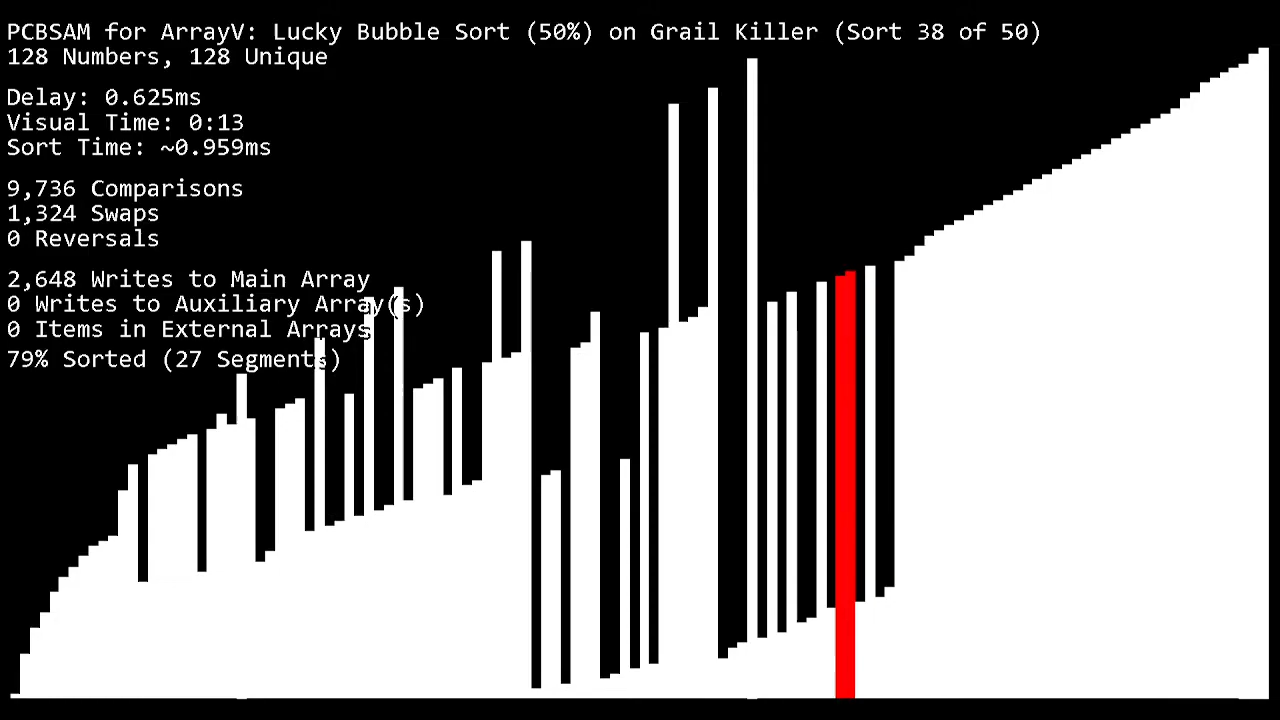 PCBSAM for ArrayV: Lucky Bubble Sort (50%) on Grail Killer (Sort 38 of 50)
128 Numbers, 128 Unique
Delay: 0.625ms
Visual Time: 0:13
Sort Time: ~0.959ms
9,736 Comparisons
1,324 Swaps
0 Reversals
2,648 Writes to Main Array
0 Writes to Auxiliary Array(s)
0 Items in External Arrays
79% Sorted (27 Segments)